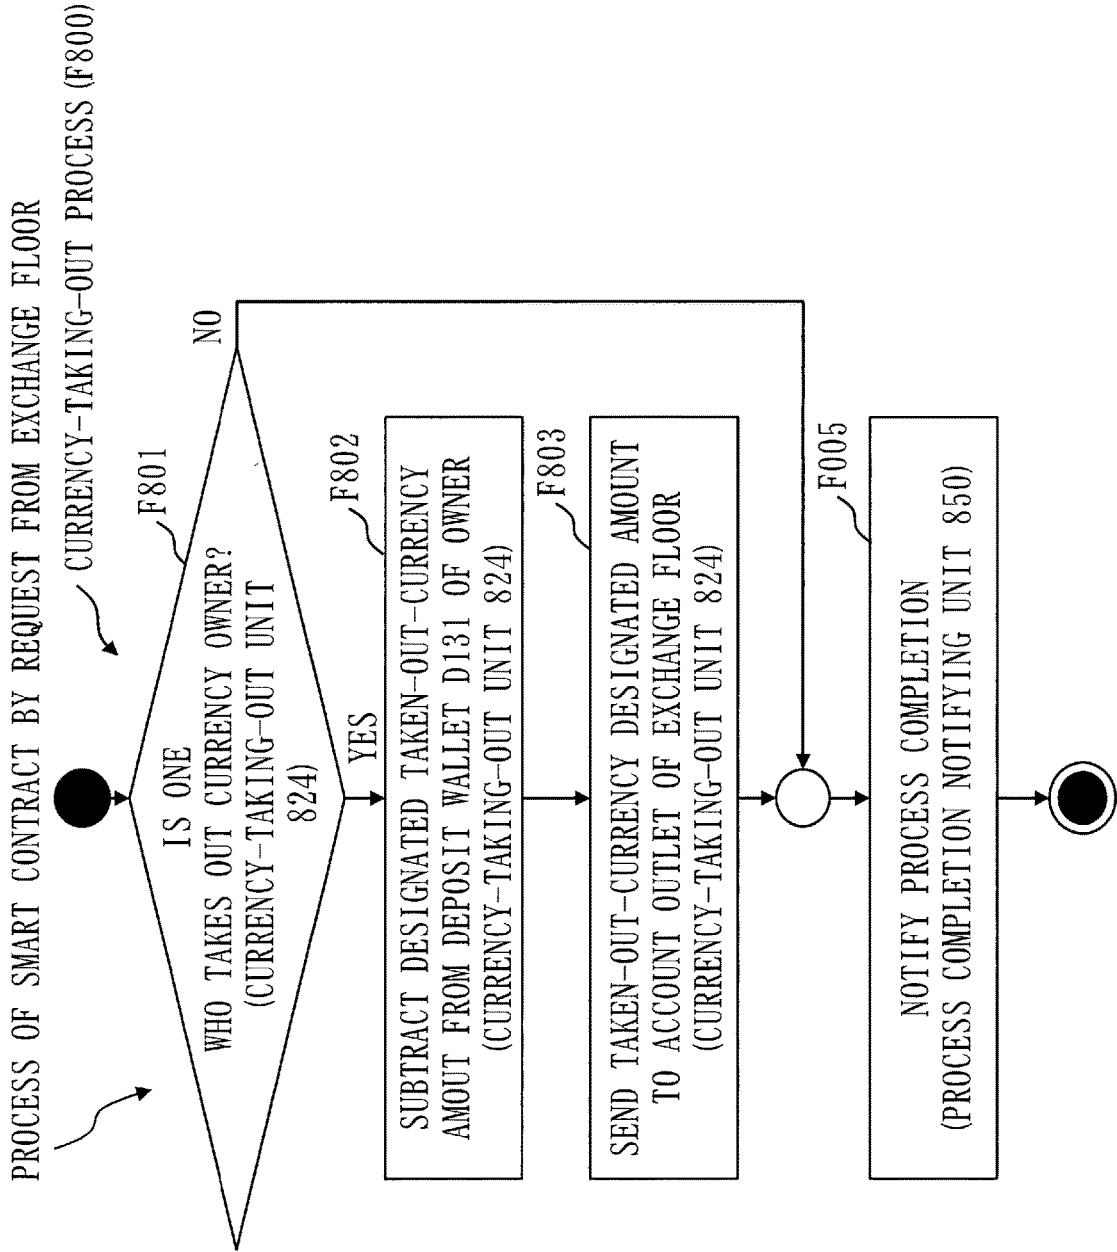 PROCESS OF SMART CONTRACT BY REQUEST FROM EXCHANGE FLOOR
CURRENCY-TAKING-OUT PROCESS (F800)
F801
IS ONE
WHO TAKES OUT CURRENCY OWNER?
(CURRENCY-TAKING-OUT UNIT
824)
NO
YES
F802
SUBTRACT DESIGNATED TAKEN-OUT-CURRENCY
AMOUT FROM DEPOSIT WALLET D131 OF OWNER
(CURRENCY-TAKING-OUT UNIT 824)
F803
SEND TAKEN-OUT-CURRENCY DESIGNATED AMOUNT
TO ACCOUNT OUTLET OF EXCHANGE FLOOR
(CURRENCY-TAKING-OUT UNIT 824)
F005
NOTIFY PROCESS COMPLETION
(PROCESS COMPLETION NOTIFYING UNIT 850)